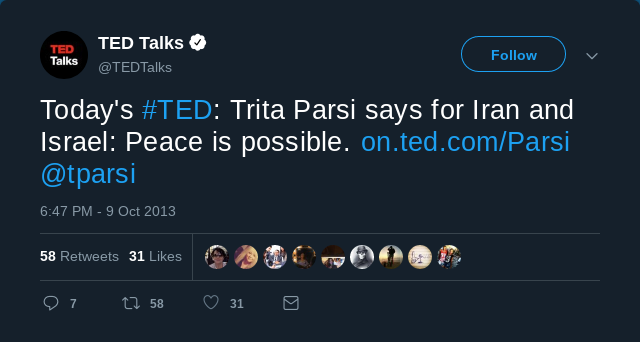 TED
Talks
TED Talks
@TEDTalks
Follow
Today's #TED: Trita Parsi says for Iran and
Israel: Peace is possible. on.ted.com/Parsi
@tparsi
6:47 PM - 9 Oct 2013
58 Retweets 31 Likes
7 58 31